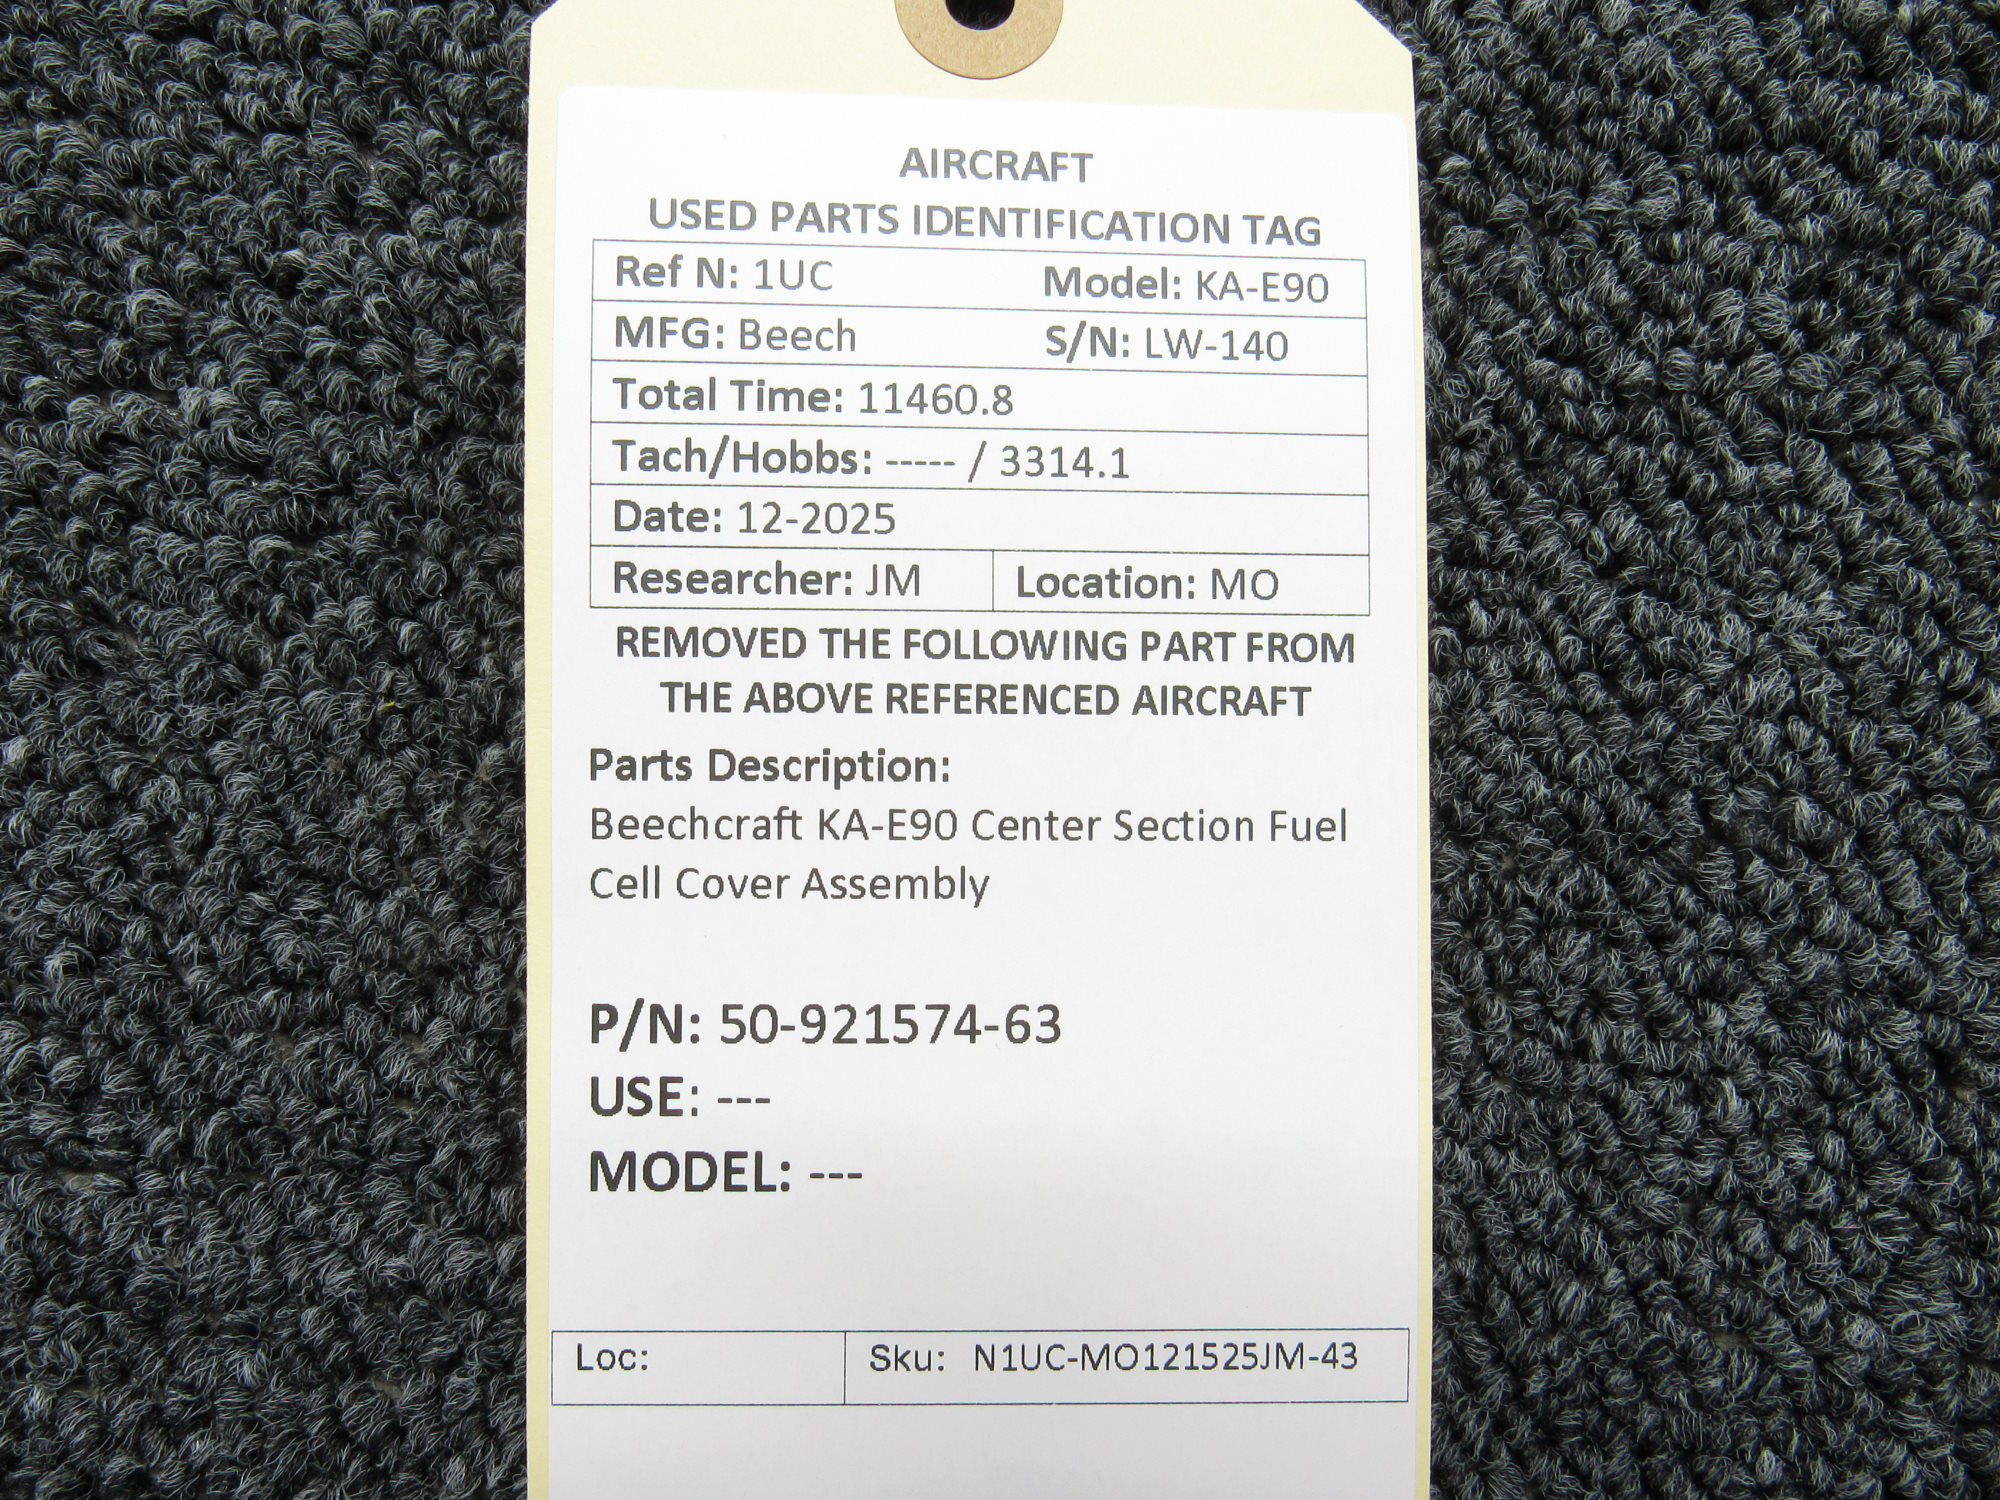 AIRCRAFT
USED PARTS IDENTIFICATION TAG
Ref N: 1UC Model: KA-E90
MFG: Beech S/N: LW-140
Total Time: 11460.8
Tach/Hobbs: ----- / 3314.1
Date: 12-2025
Researcher: JM Location: MO
REMOVED THE FOLLOWING PART FROM
THE ABOVE REFERENCED AIRCRAFT
Parts Description:
Beechcraft KA-E90 Center Section Fuel
Cell Cover Assembly
P/N: 50-921574-63
USE: ---
MODEL: ---
Loc: Sku: N1UC-MO121525JM-43